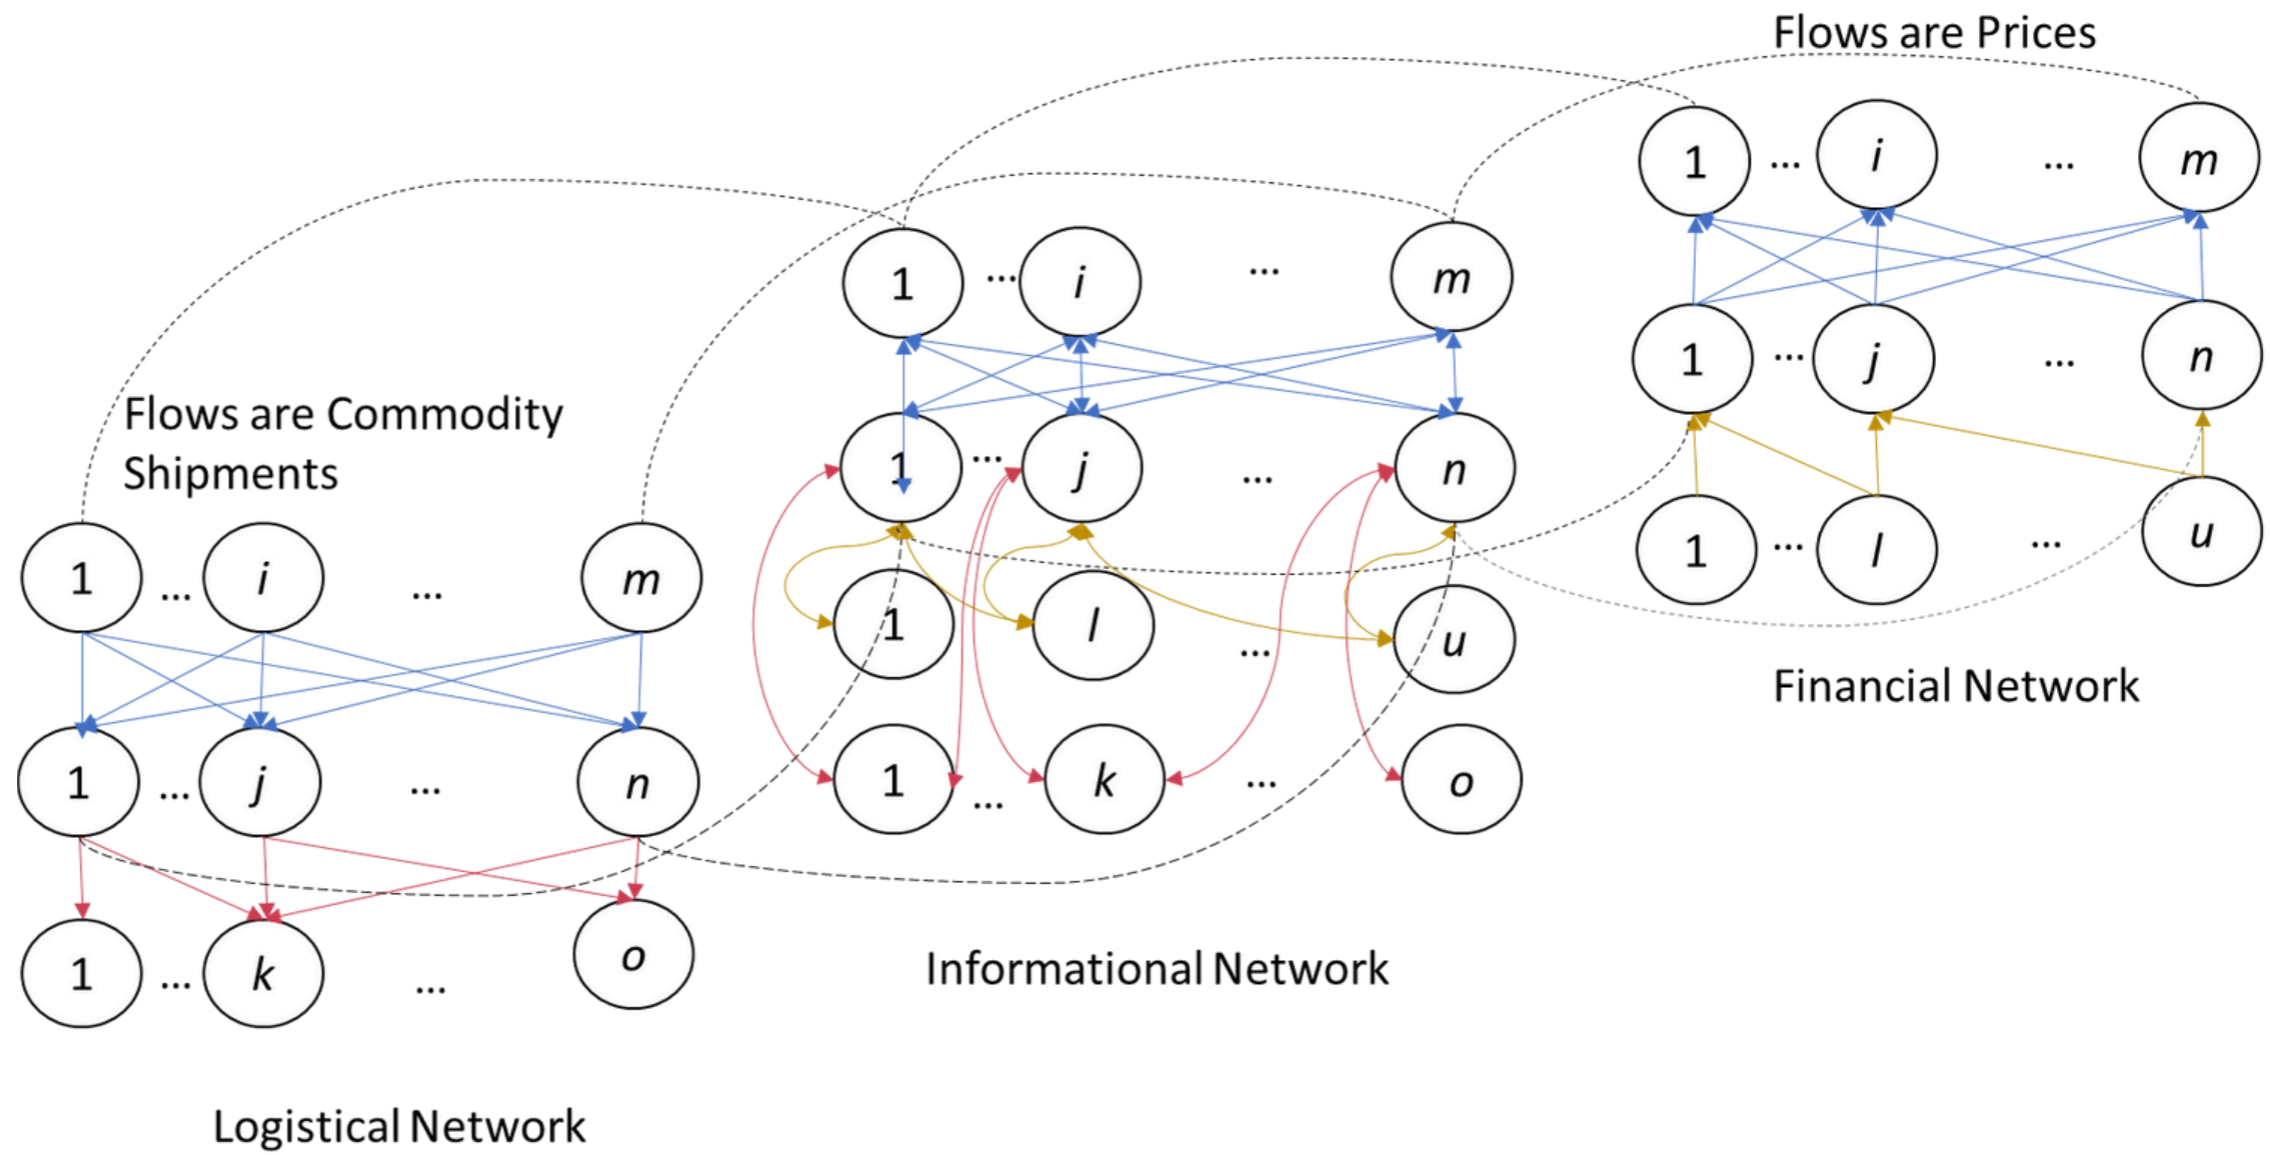 Flows are Prices
1 ... i ... m
1 ... i ... m
1 ... j ... n
Flows are Commodity
Shipments
1 ... j ... n
1 ... l ... u
1 ... i ... m
1 ... l ... u
Financial Network
1 ... j ... n
1 ... k ... o
1 ... k ... o
Informational Network
Logistical Network